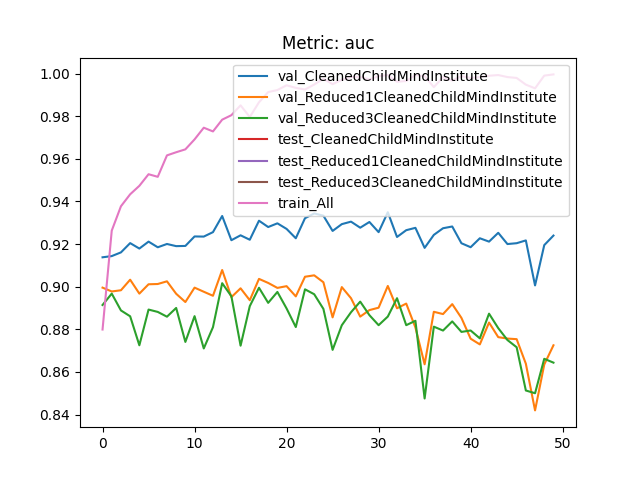 Metric: auc
1.00
0.98
0.96
0.94
0.92
0.90
0.88
0.86
0.84
val_CleanedChildMindInstitute
val_Reduced1CleanedChildMindInstitute
val_Reduced3CleanedChildMindInstitute
test_CleanedChildMindInstitute
test_Reduced1CleanedChildMindInstitute
test_Reduced3CleanedChildMindInstitute
train_All
0 10 20 30 40 50